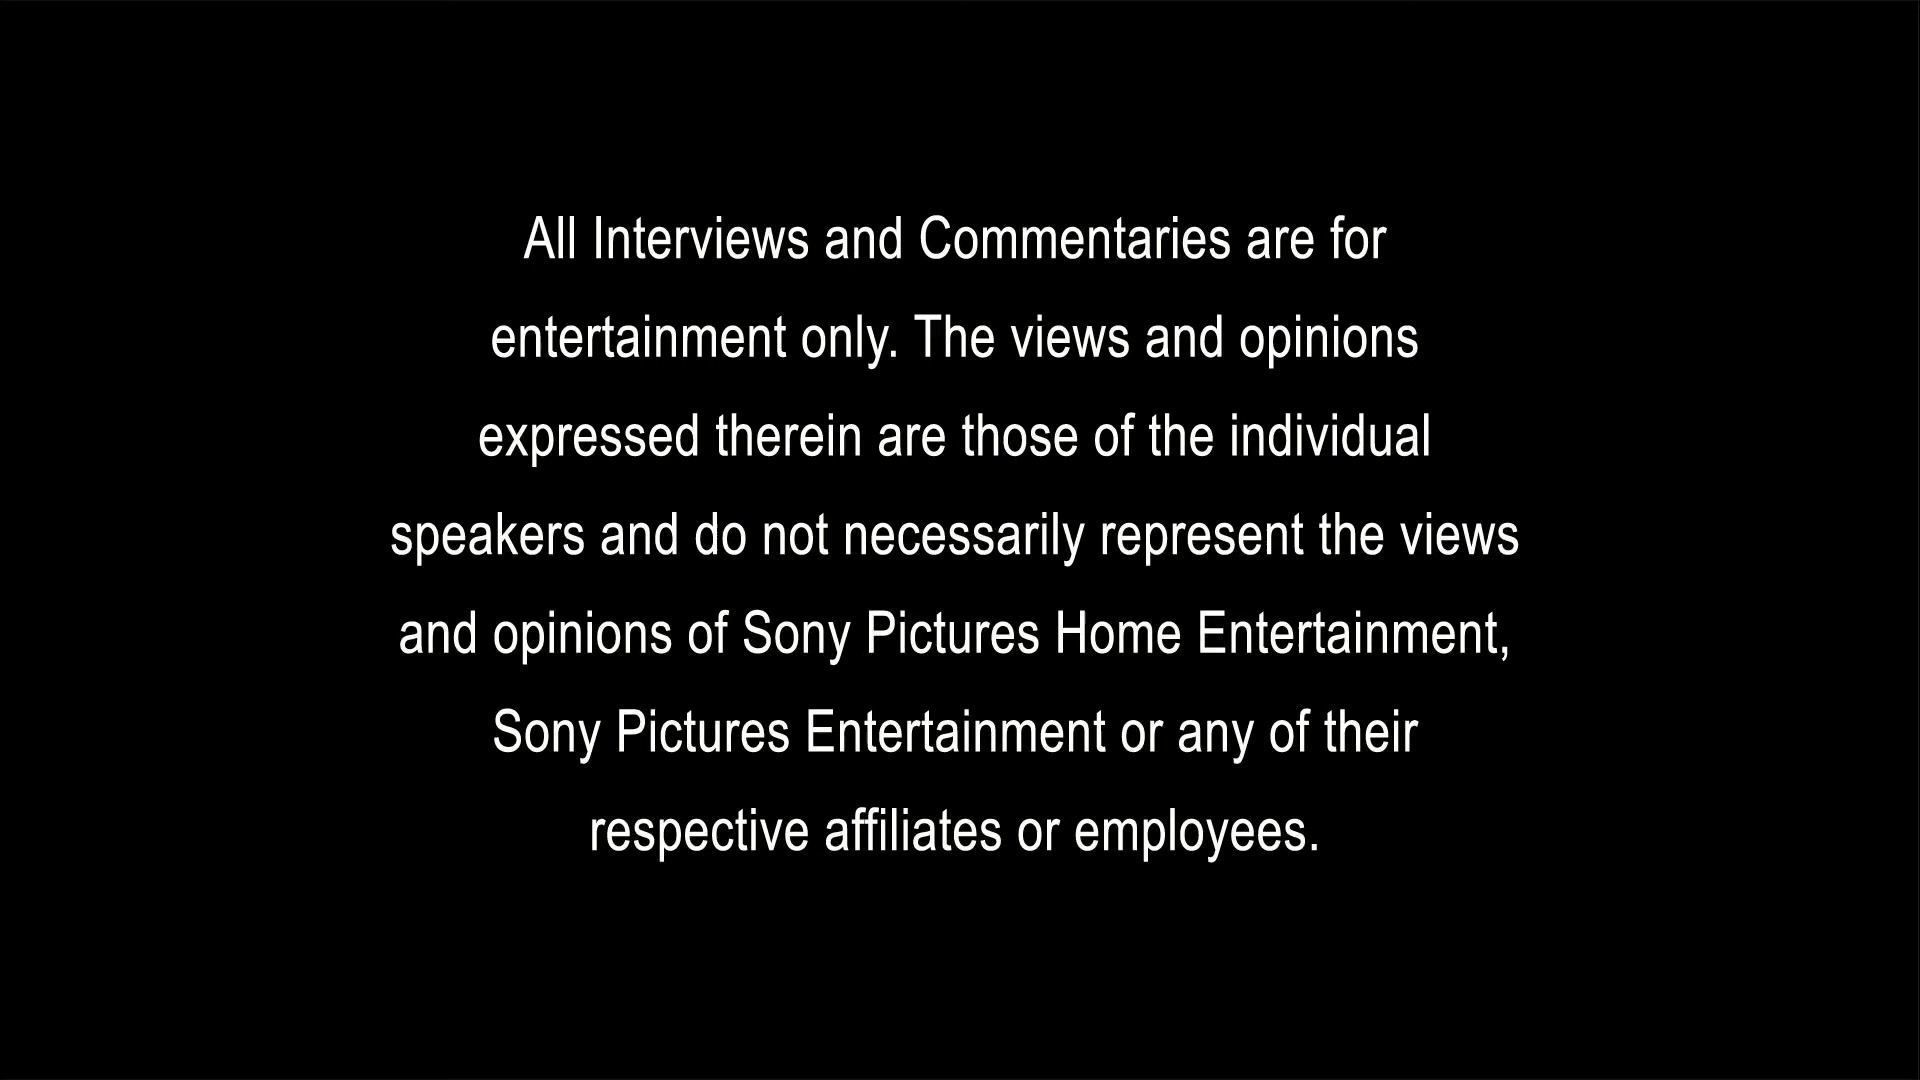 All Interviews and Commentaries are for
entertainment only. The views and opinions
expressed therein are those of the individual
speakers and do not necessarily represent the views
and opinions of Sony Pictures Home Entertainment,
Sony Pictures Entertainment or any of their
respective affiliates or employees.